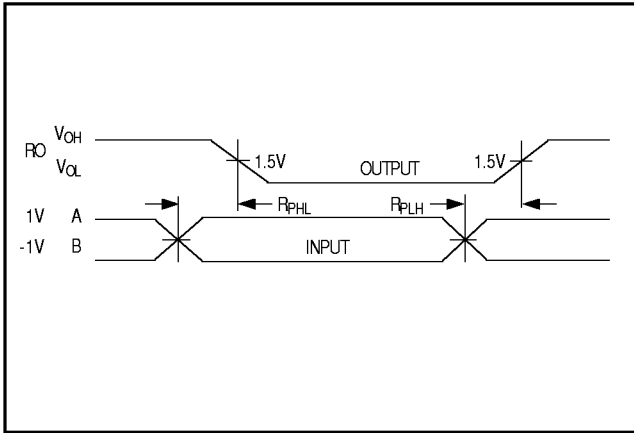 RO VOH
VOL
1.5V OUTPUT 1.5V
RPHL RPLH
1V A
-1V B INPUT